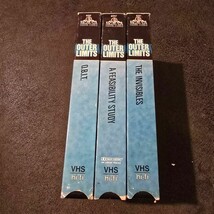 THE OUTER
LIMITS
O.B.I.T.
VHS
THE OUTER
LIMITS
A FEASIBILITY STUDY
VHS
THE OUTER
LIMITS
THE INVISIBLES
VHS